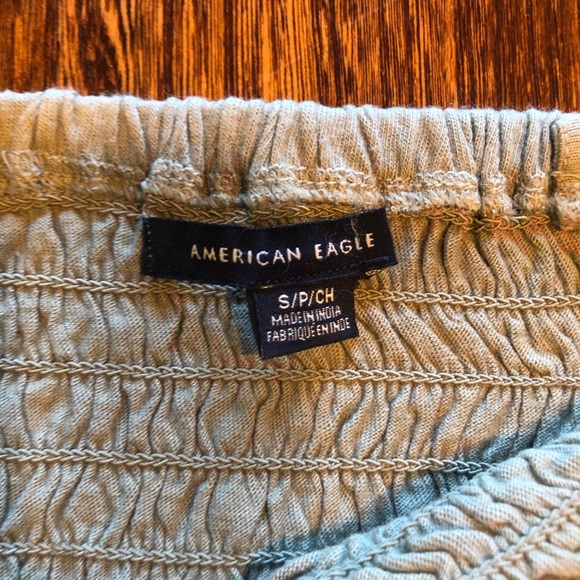 AMERICAN EAGLE
S/P/CH
MADE IN INDIA
FABRIQUE EN INDE